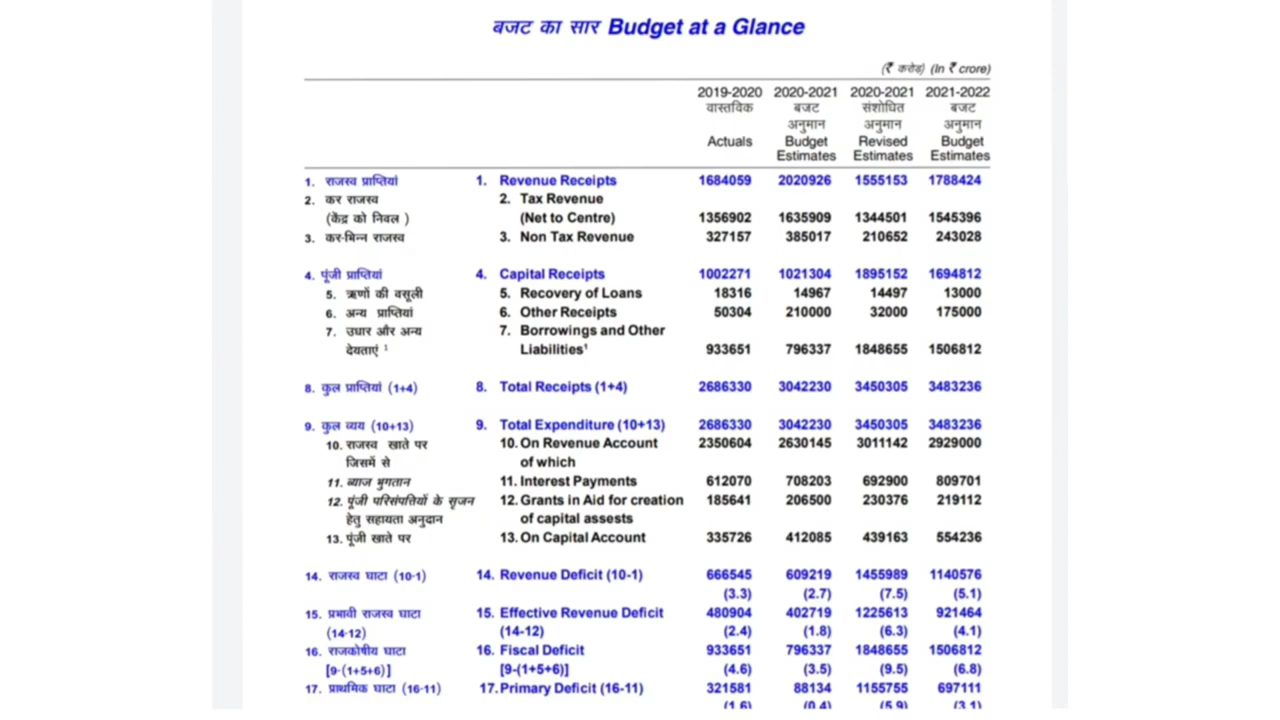 बजट का सार Budget at a Glance
(₹ करोड़) (In ₹ crore)
2019-2020 2020-2021 2020-2021 2021-2022
वास्तविक बजट संशोधित बजट
अनुमान अनुमान अनुमान
Actuals Budget Revised Budget
Estimates Estimates Estimates
1. राजस्व प्राप्तियां 1. Revenue Receipts 1684059 2020926 1555153 1788424
2. कर राजस्व 2. Tax Revenue
(केंद्र को निवल ) (Net to Centre) 1356902 1635909 1344501 1545396
3. कर-भिन्न राजस्व 3. Non Tax Revenue 327157 385017 210652 243028
4. पूंजी प्राप्तियां 4. Capital Receipts 1002271 1021304 1895152 1694812
5. ऋणों की वसूली 5. Recovery of Loans 18316 14967 14497 13000
6. अन्य प्राप्तियां 6. Other Receipts 50304 210000 32000 175000
7. उधार और अन्य 7. Borrowings and Other
देयताएं 1 Liabilities1 933651 796337 1848655 1506812
8. कुल प्राप्तियां (1+4) 8. Total Receipts (1+4) 2686330 3042230 3450305 3483236
9. कुल व्यय (10+13) 9. Total Expenditure (10+13) 2686330 3042230 3450305 3483236
10. राजस्व खाते पर 10. On Revenue Account 2350604 2630145 3011142 2929000
जिसमें से of which
11. ब्याज भुगतान 11. Interest Payments 612070 708203 692900 809701
12. पूंजी परिसंपत्तियों के सृजन 12. Grants in Aid for creation 185641 206500 230376 219112
हेतु सहायता अनुदान of capital assests
13. पूंजी खाते पर 13. On Capital Account 335726 412085 439163 554236
14. राजस्व घाटा (10-1) 14. Revenue Deficit (10-1) 666545 609219 1455989 1140576
(3.3) (2.7) (7.5) (5.1)
15. प्रभावी राजस्व घाटा 15. Effective Revenue Deficit 480904 402719 1225613 921464
(14-12) (14-12) (2.4) (1.8) (6.3) (4.1)
16. राजकोषीय घाटा 16. Fiscal Deficit 933651 796337 1848655 1506812
[9-(1+5+6)] [9-(1+5+6)] (4.6) (3.5) (9.5) (6.8)
17. प्राथमिक घाटा (16-11) 17. Primary Deficit (16-11) 321581 88134 1155755 697111
(1.6) (0.4) (5.9) (3.1)